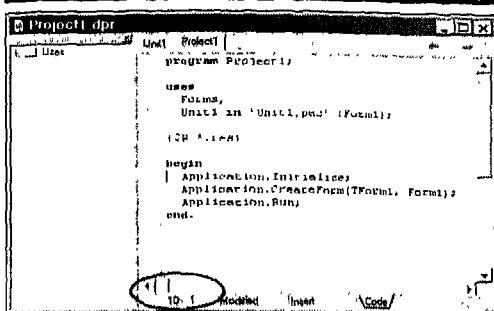 Project1.dpr
Uses
Unit1 Project1
program Project1;
uses
Forms,
Unit1 in 'Unit1.pas' {Form1};
{$R *.res}
begin
Application.Initialize;
Application.CreateForm(TForm1, Form1);
Application.Run;
end.
10: 1 Modified Insert \Code/